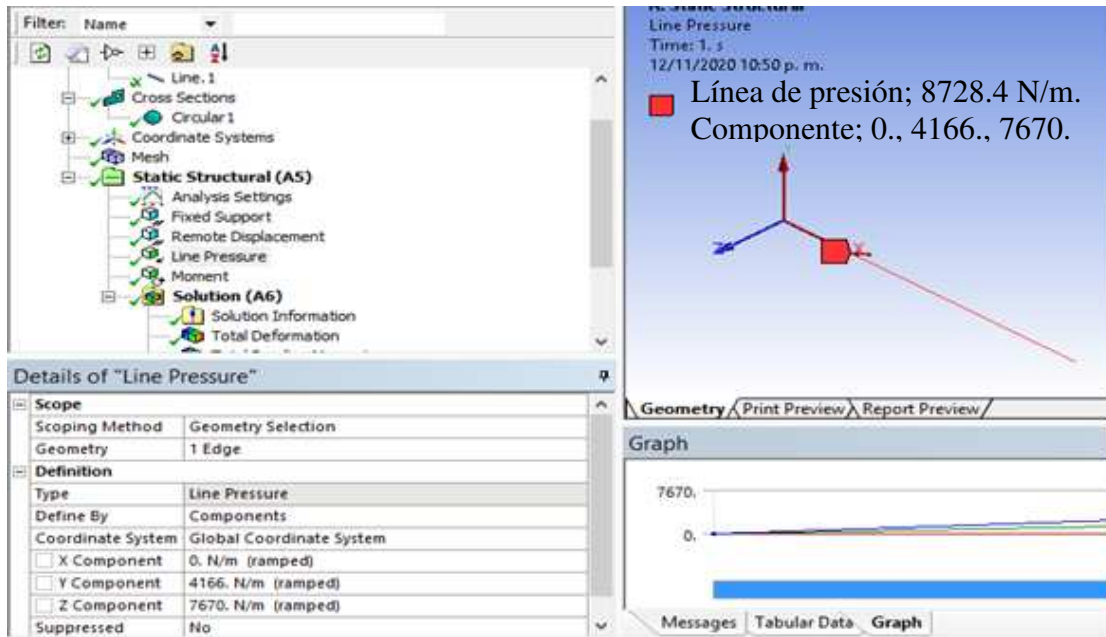 Filter: Name
Line.1
Cross Sections
Circular1
Coordinate Systems
Mesh
Static Structural (A5)
Analysis Settings
Fixed Support
Remote Displacement
Line Pressure
Moment
Solution (A6)
Solution Information
Total Deformation
Details of "Line Pressure"
Scope
Scoping Method Geometry Selection
Geometry 1 Edge
Definition
Type Line Pressure
Define By Components
Coordinate System Global Coordinate System
X Component 0. N/m (ramped)
Y Component 4166. N/m (ramped)
Z Component 7670. N/m (ramped)
Suppressed No
Static Structural
Line Pressure
Time: 1. s
12/11/2020 10:50 p. m.
Línea de presión; 8728.4 N/m.
Componente; 0., 4166., 7670.
X
Z
Geometry Print Preview Report Preview
Graph
7670.
0.
Messages Tabular Data Graph